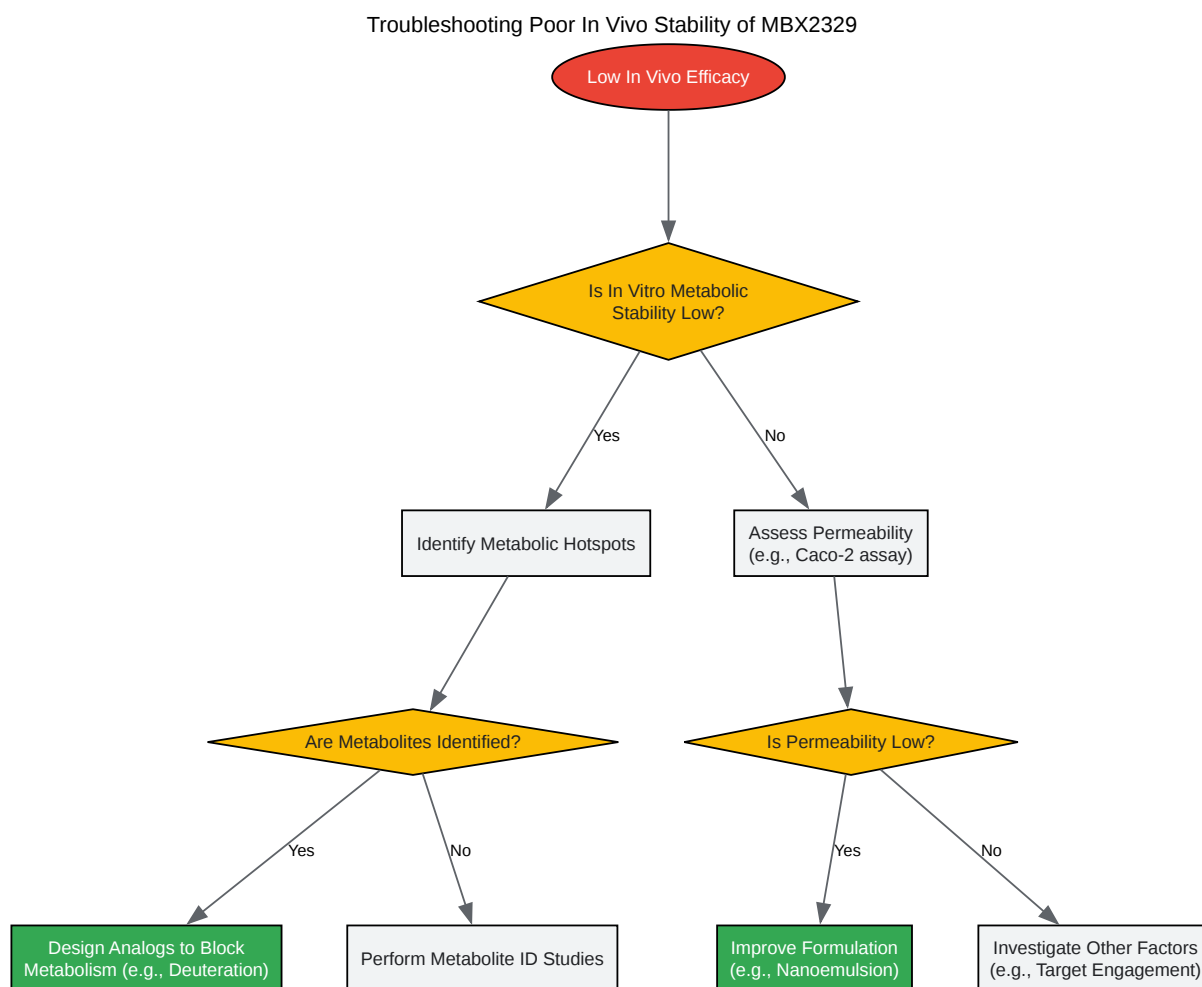 Troubleshooting Poor In Vivo Stability of MBX2329
Low In Vivo Efficacy
Is In Vitro Metabolic
Stability Low?
Yes
No
Identify Metabolic Hotspots
Assess Permeability
(e.g., Caco-2 assay)
Are Metabolites Identified?
Is Permeability Low?
Yes
No
Yes
No
Design Analogs to Block
Metabolism (e.g., Deuteration)
Perform Metabolite ID Studies
Improve Formulation
(e.g., Nanoemulsion)
Investigate Other Factors
(e.g., Target Engagement)